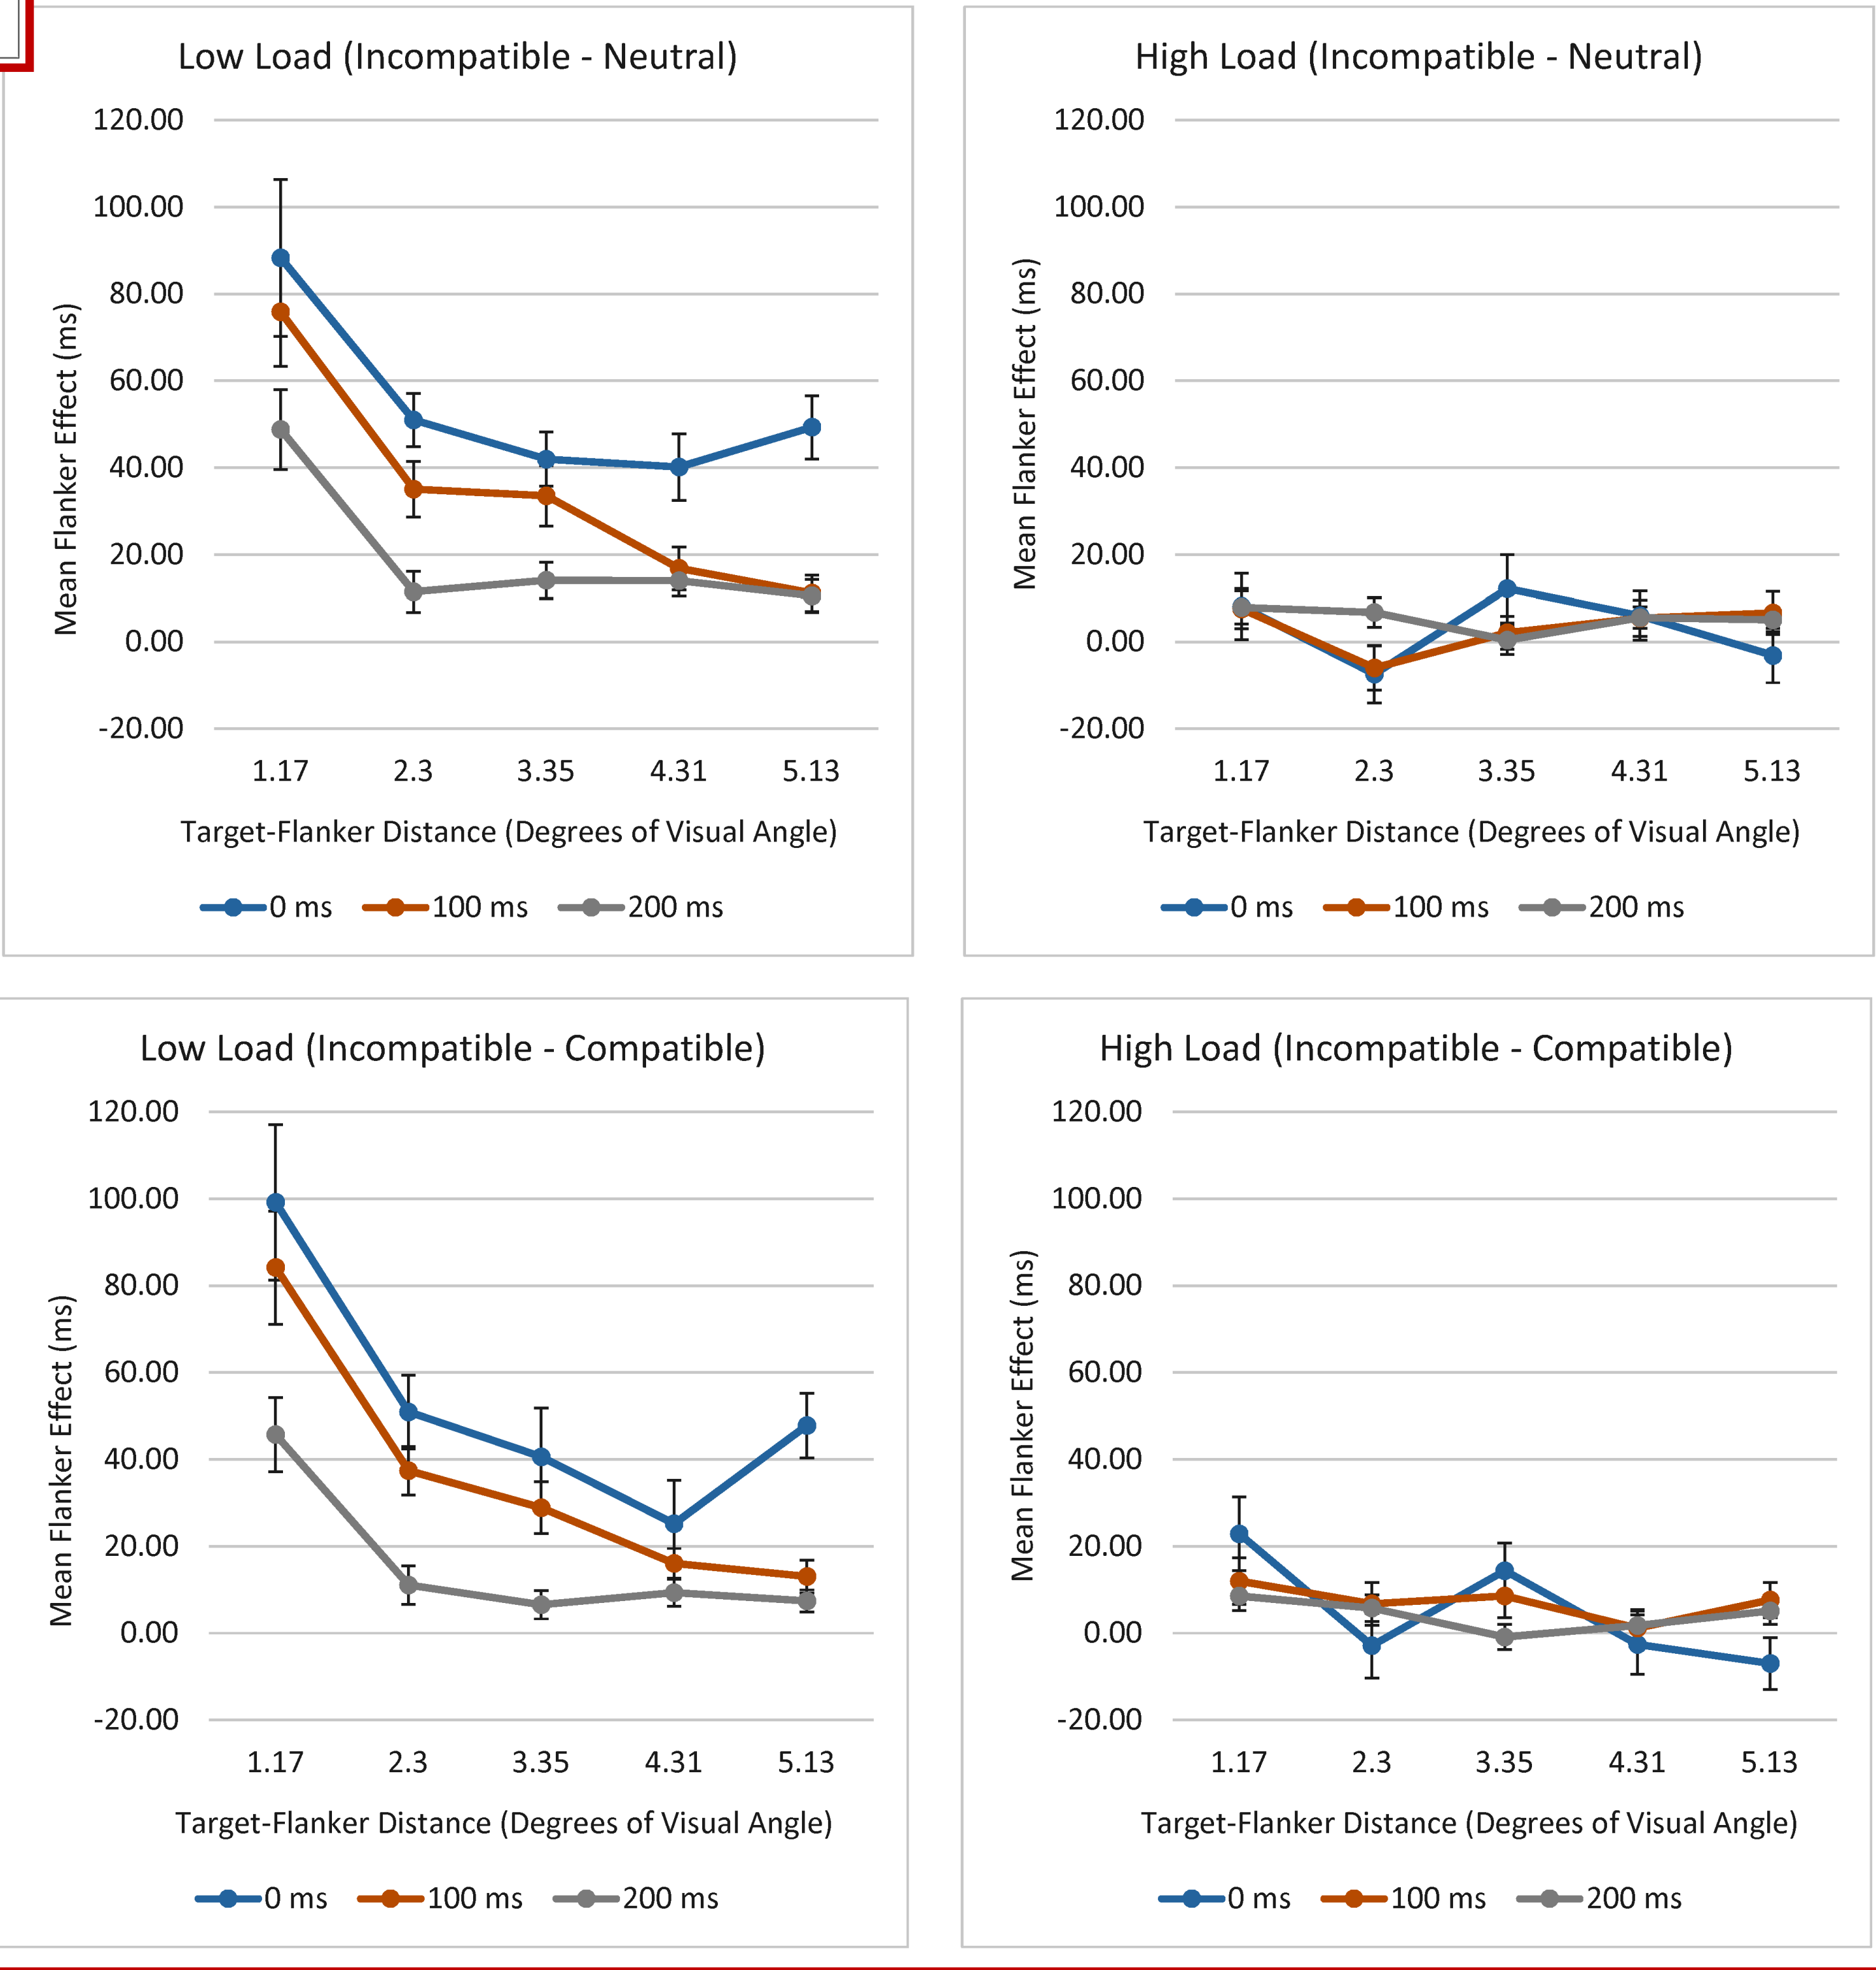 Low Load (Incompatible - Neutral)
120.00
100.00
80.00
60.00
40.00
20.00
0.00
-20.00
Mean Flanker Effect (ms)
1.17 2.3 3.35 4.31 5.13
Target-Flanker Distance (Degrees of Visual Angle)
0 ms 100 ms 200 ms
High Load (Incompatible - Neutral)
120.00
100.00
80.00
60.00
40.00
20.00
0.00
-20.00
Mean Flanker Effect (ms)
1.17 2.3 3.35 4.31 5.13
Target-Flanker Distance (Degrees of Visual Angle)
0 ms 100 ms 200 ms
Low Load (Incompatible - Compatible)
120.00
100.00
80.00
60.00
40.00
20.00
0.00
-20.00
Mean Flanker Effect (ms)
1.17 2.3 3.35 4.31 5.13
Target-Flanker Distance (Degrees of Visual Angle)
0 ms 100 ms 200 ms
High Load (Incompatible - Compatible)
120.00
100.00
80.00
60.00
40.00
20.00
0.00
-20.00
Mean Flanker Effect (ms)
1.17 2.3 3.35 4.31 5.13
Target-Flanker Distance (Degrees of Visual Angle)
0 ms 100 ms 200 ms